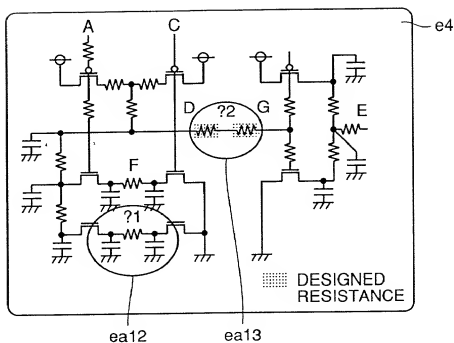 A C e4
D ?2 G
E
F
?1
DESIGNED
RESISTANCE
ea12 ea13